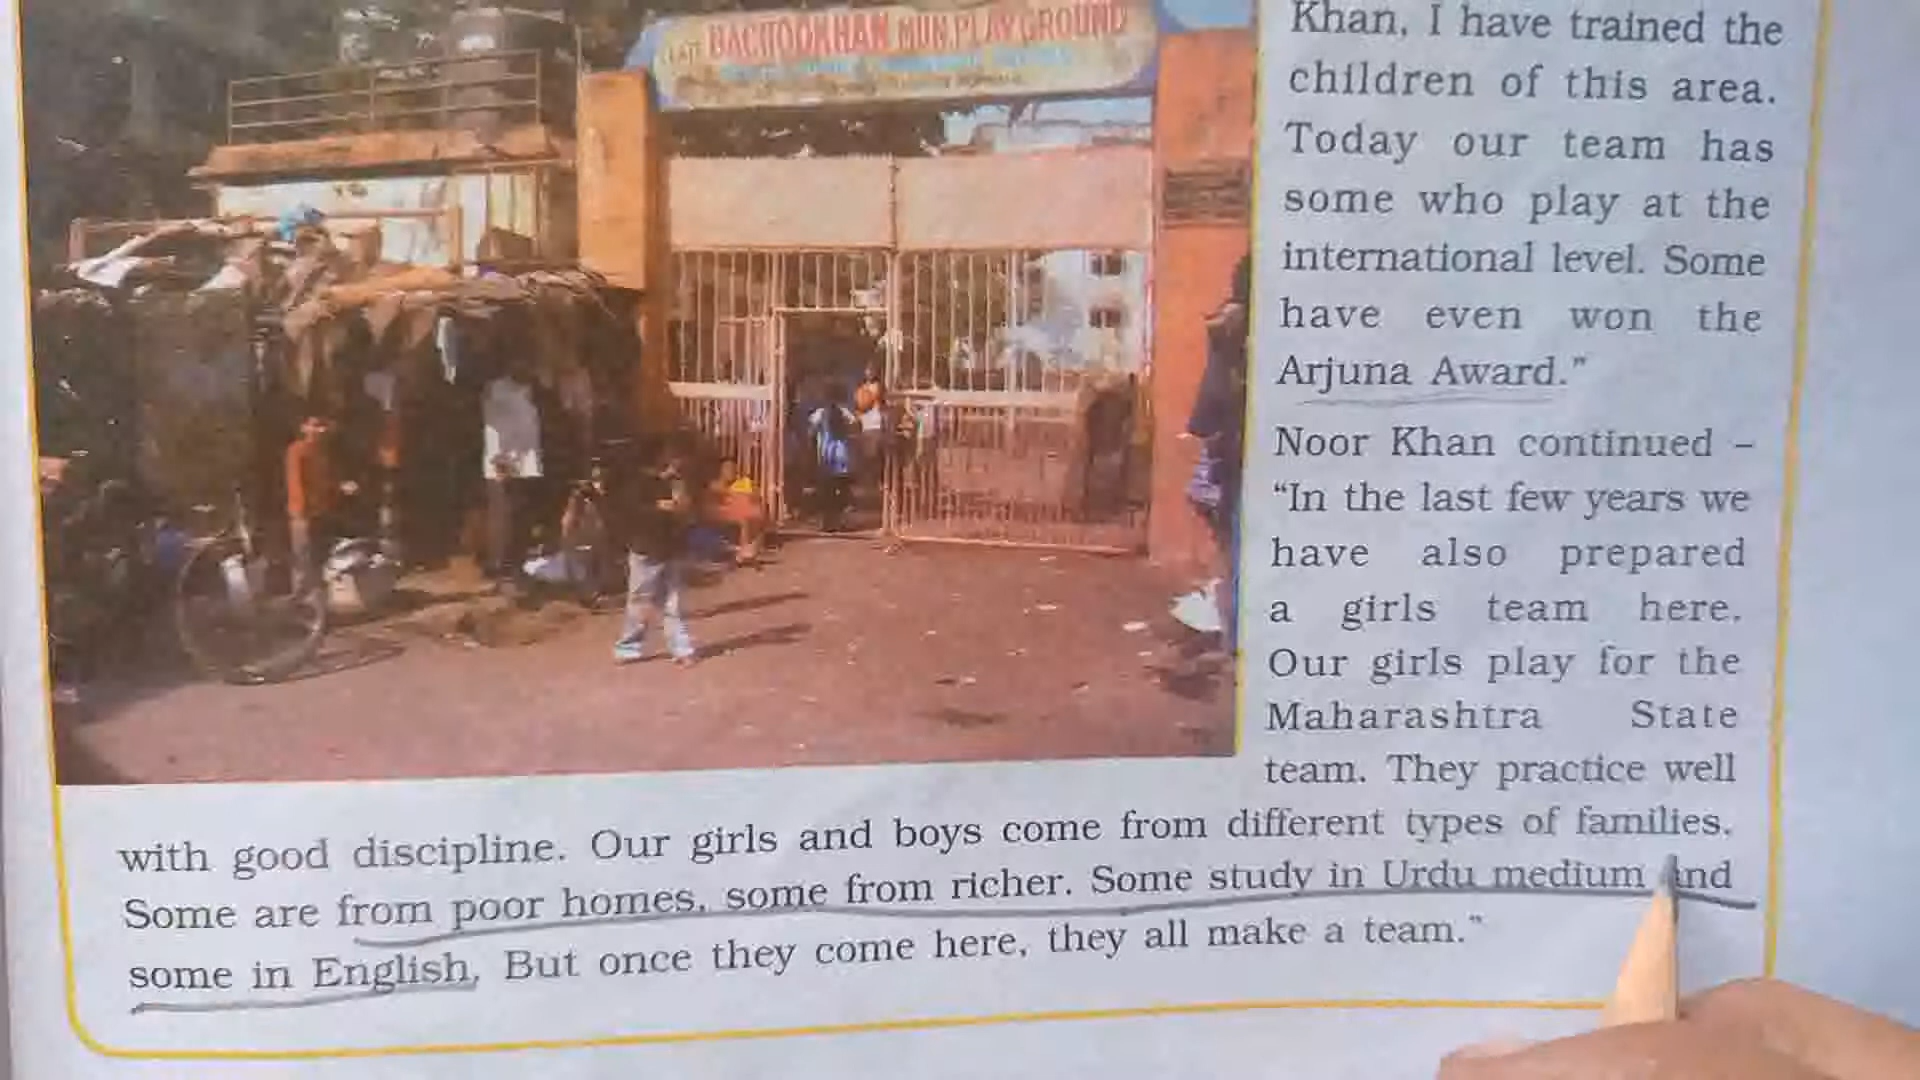 LATE BACHOOKHAN MUN. PLAY GROUND
Khan, I have trained the
children of this area.
Today our team has
some who play at the
international level. Some
have even won the
Arjuna Award.”
Noor Khan continued –
“In the last few years we
have also prepared
a girls team here.
Our girls play for the
Maharashtra State
team. They practice well
with good discipline. Our girls and boys come from different types of families.
Some are from poor homes, some from richer. Some study in Urdu medium and
some in English. But once they come here, they all make a team.”